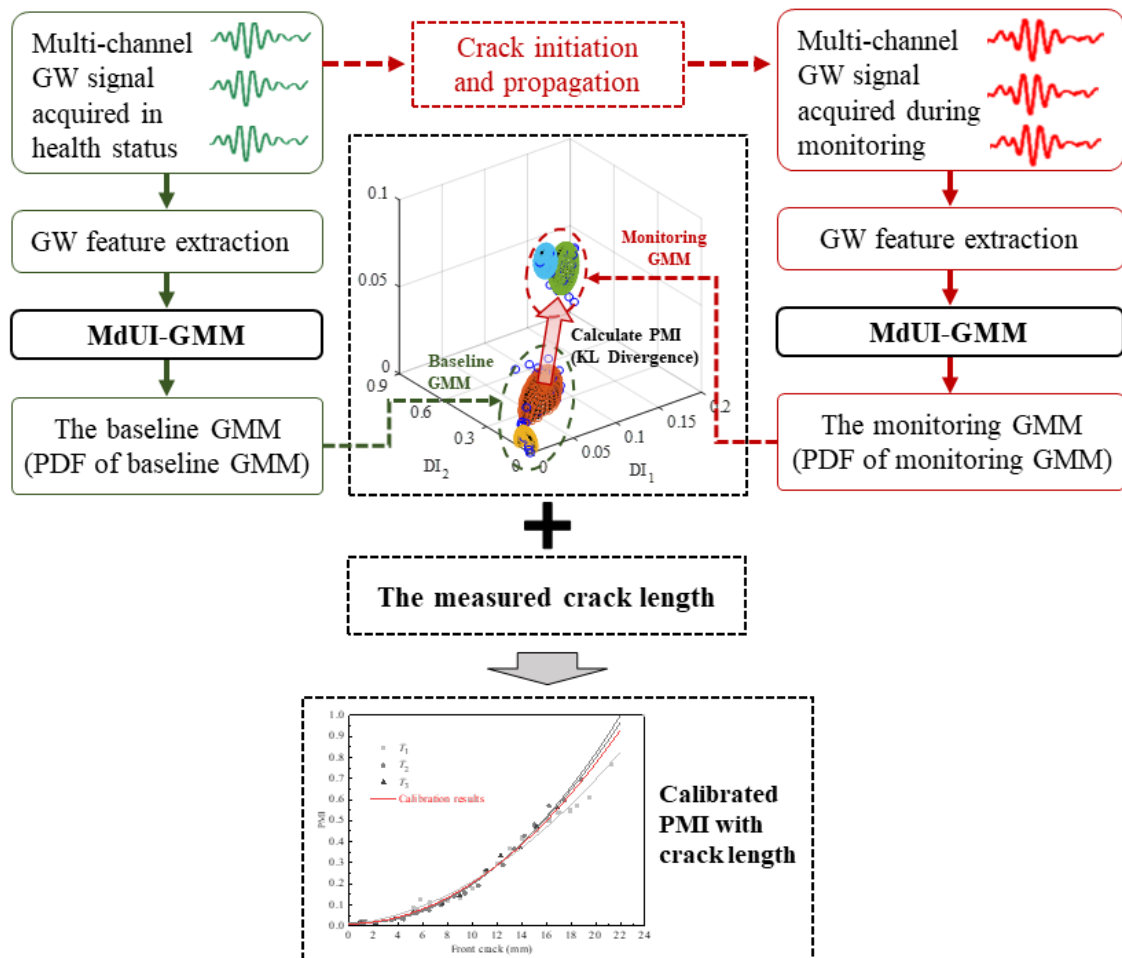 Multi-channel
GW signal
acquired in
health status
Crack initiation
and propagation
Multi-channel
GW signal
acquired during
monitoring
GW feature extraction
MdUI-GMM
The baseline GMM
(PDF of baseline GMM)
0.1
0.05
0
0.9
0.6
0.3
0
DI2
0
0.05
0.1
0.15
0.2
DI1
Monitoring
GMM
Calculate PMI
(KL Divergence)
Baseline
GMM
GW feature extraction
MdUI-GMM
The monitoring GMM
(PDF of monitoring GMM)
+
The measured crack length
1.0
0.9
0.8
0.7
0.6
0.5
0.4
0.3
0.2
0.1
0.0
PMI
T1
T2
T3
Calibration results
0 2 4 6 8 10 12 14 16 18 20 22 24
Front crack (mm)
Calibrated
PMI with
crack length